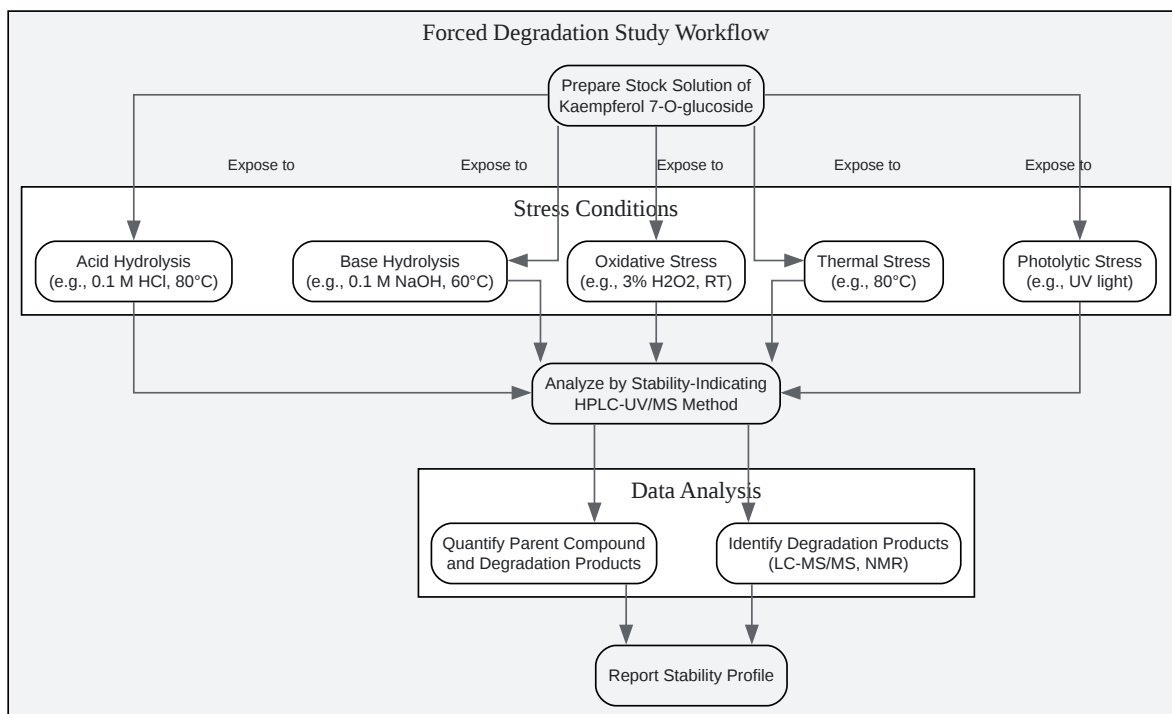 Forced Degradation Study Workflow
Prepare Stock Solution of
Kaempferol 7-O-glucoside
Expose to
Expose to
Expose to
Expose to
Expose to
Stress Conditions
Acid Hydrolysis
(e.g., 0.1 M HCl, 80°C)
Base Hydrolysis
(e.g., 0.1 M NaOH, 60°C)
Oxidative Stress
(e.g., 3% H2O2, RT)
Thermal Stress
(e.g., 80°C)
Photolytic Stress
(e.g., UV light)
Analyze by Stability-Indicating
HPLC-UV/MS Method
Data Analysis
Quantify Parent Compound
and Degradation Products
Identify Degradation Products
(LC-MS/MS, NMR)
Report Stability Profile